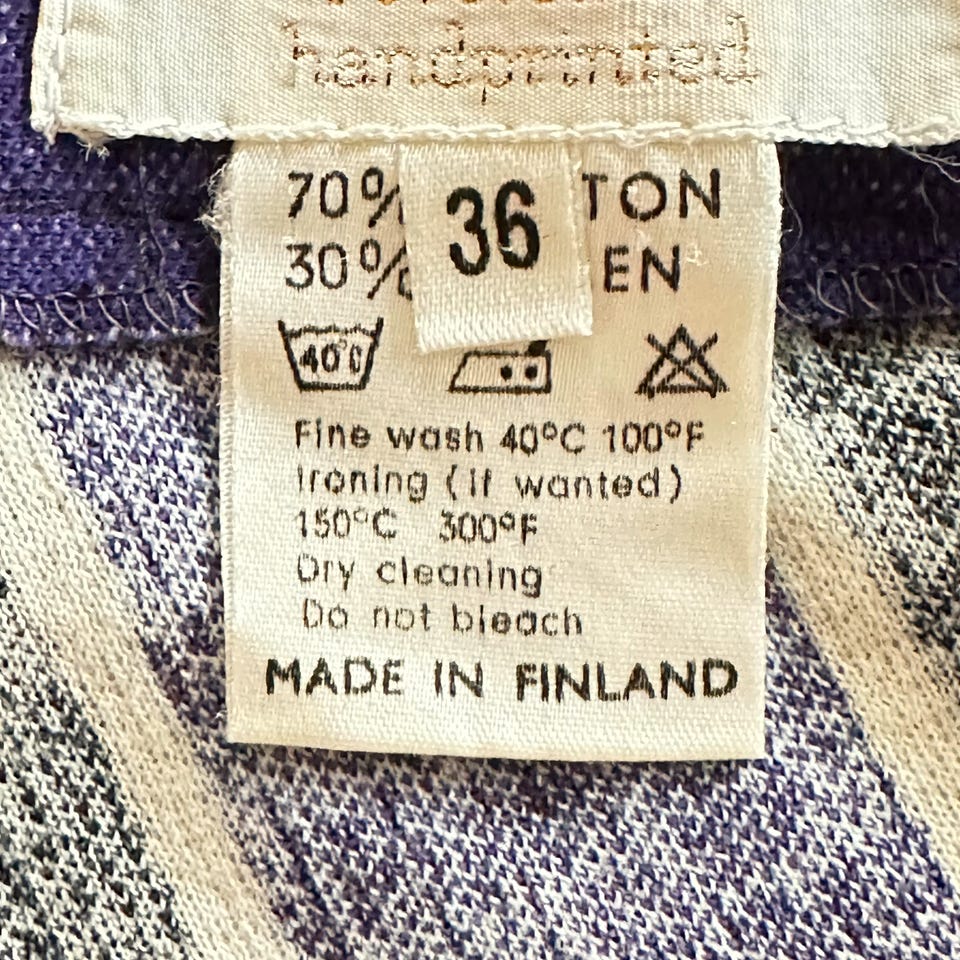 handprinted
70% TON
36
30% EN
40°C
Fine wash 40°C 100°F
Ironing (if wanted)
150°C 300°F
Dry cleaning
Do not bleach
MADE IN FINLAND